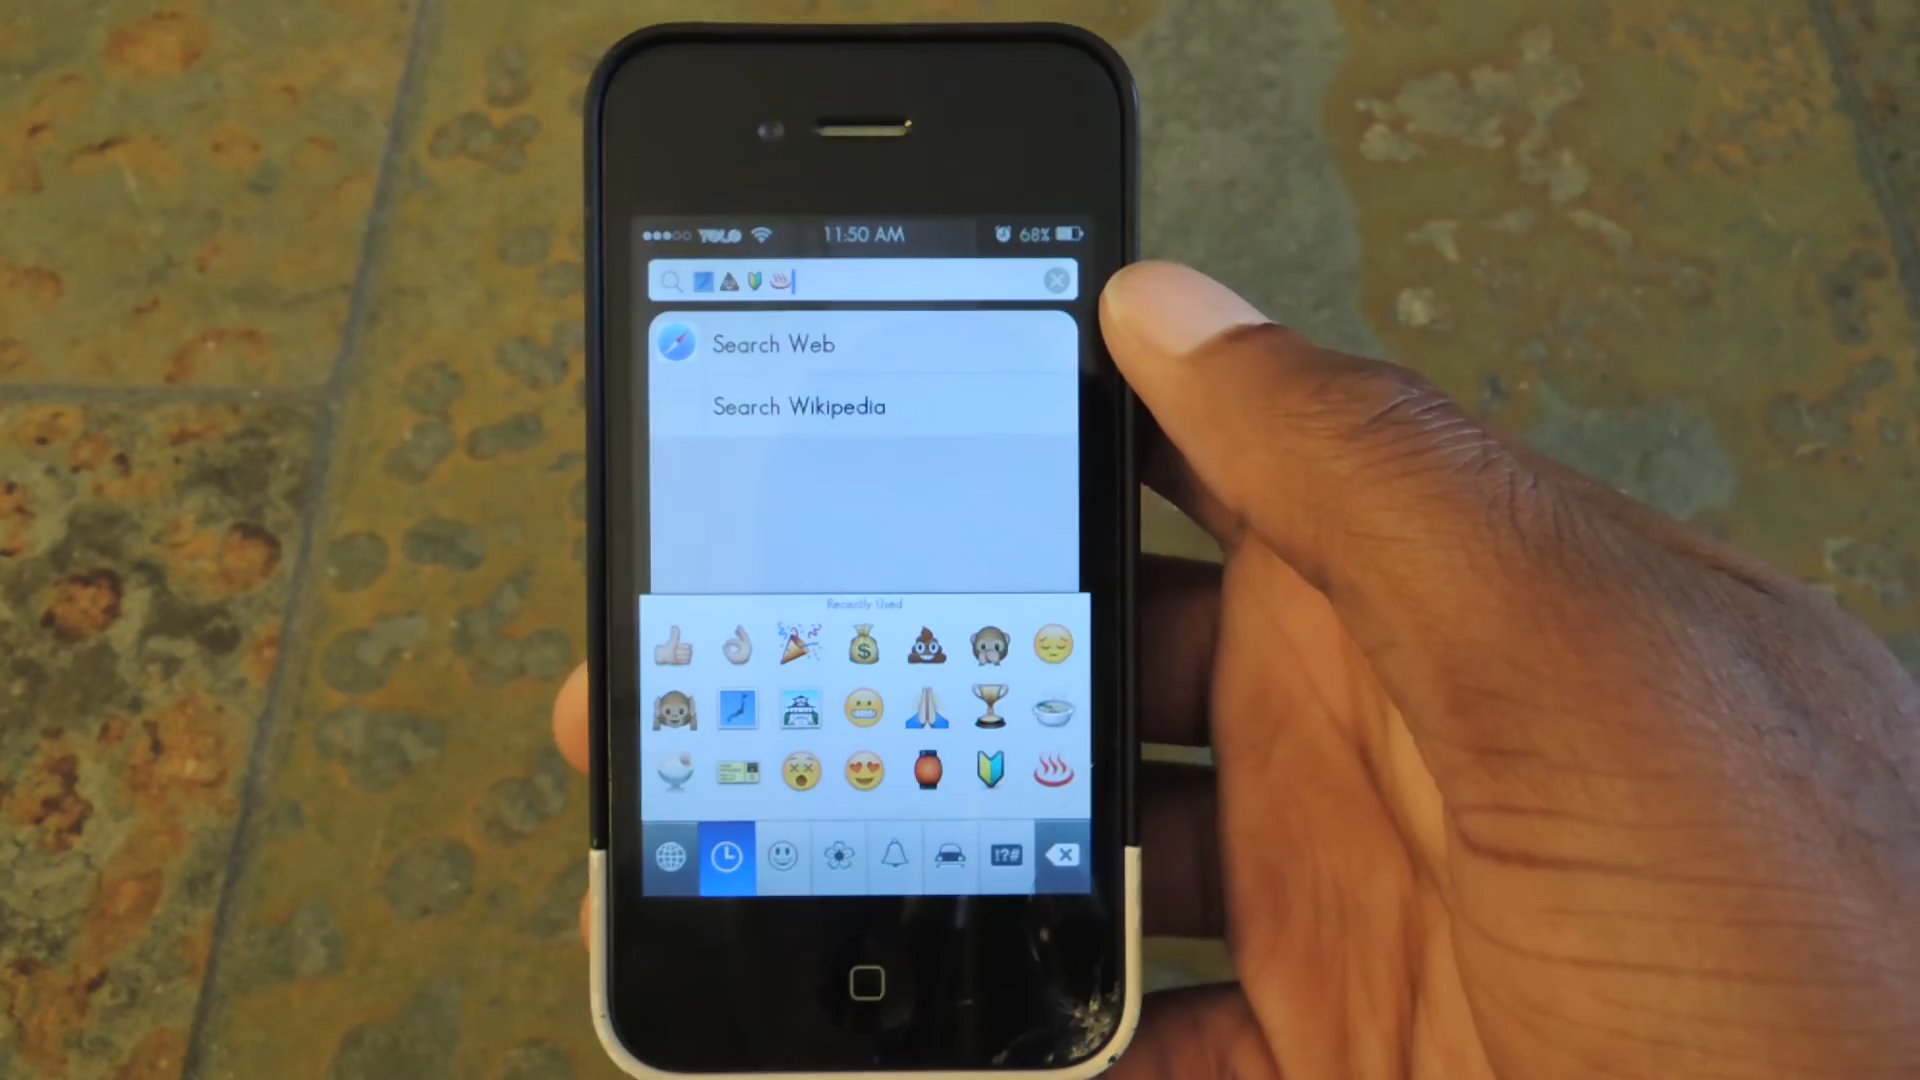 YOLO 11:50 AM 68%
🗾💩🔰♨️
Search Web
Search Wikipedia
Recently Used
!?#